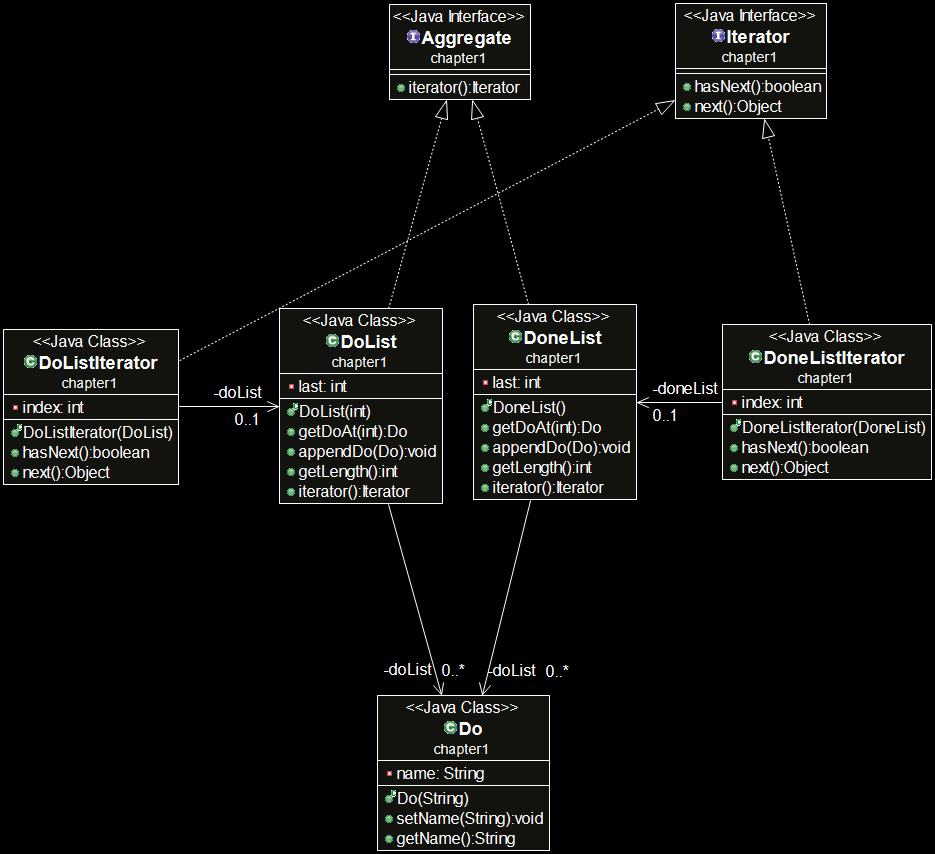 <<Java Interface>>
Aggregate
chapter1
iterator():Iterator
<<Java Interface>>
Iterator
chapter1
hasNext():boolean
next():Object
<<Java Class>>
DoListIterator
chapter1
index: int
DoListIterator(DoList)
hasNext():boolean
next():Object
-doList
0..1
<<Java Class>>
DoList
chapter1
last: int
DoList(int)
getDoAt(int):Do
appendDo(Do):void
getLength():int
iterator():Iterator
<<Java Class>>
DoneList
chapter1
last: int
DoneList()
getDoAt(int):Do
appendDo(Do):void
getLength():int
iterator():Iterator
-doneList
0..1
<<Java Class>>
DoneListIterator
chapter1
index: int
DoneListIterator(DoneList)
hasNext():boolean
next():Object
-doList 0..*
-doList 0..*
<<Java Class>>
Do
chapter1
name: String
Do(String)
setName(String):void
getName():String